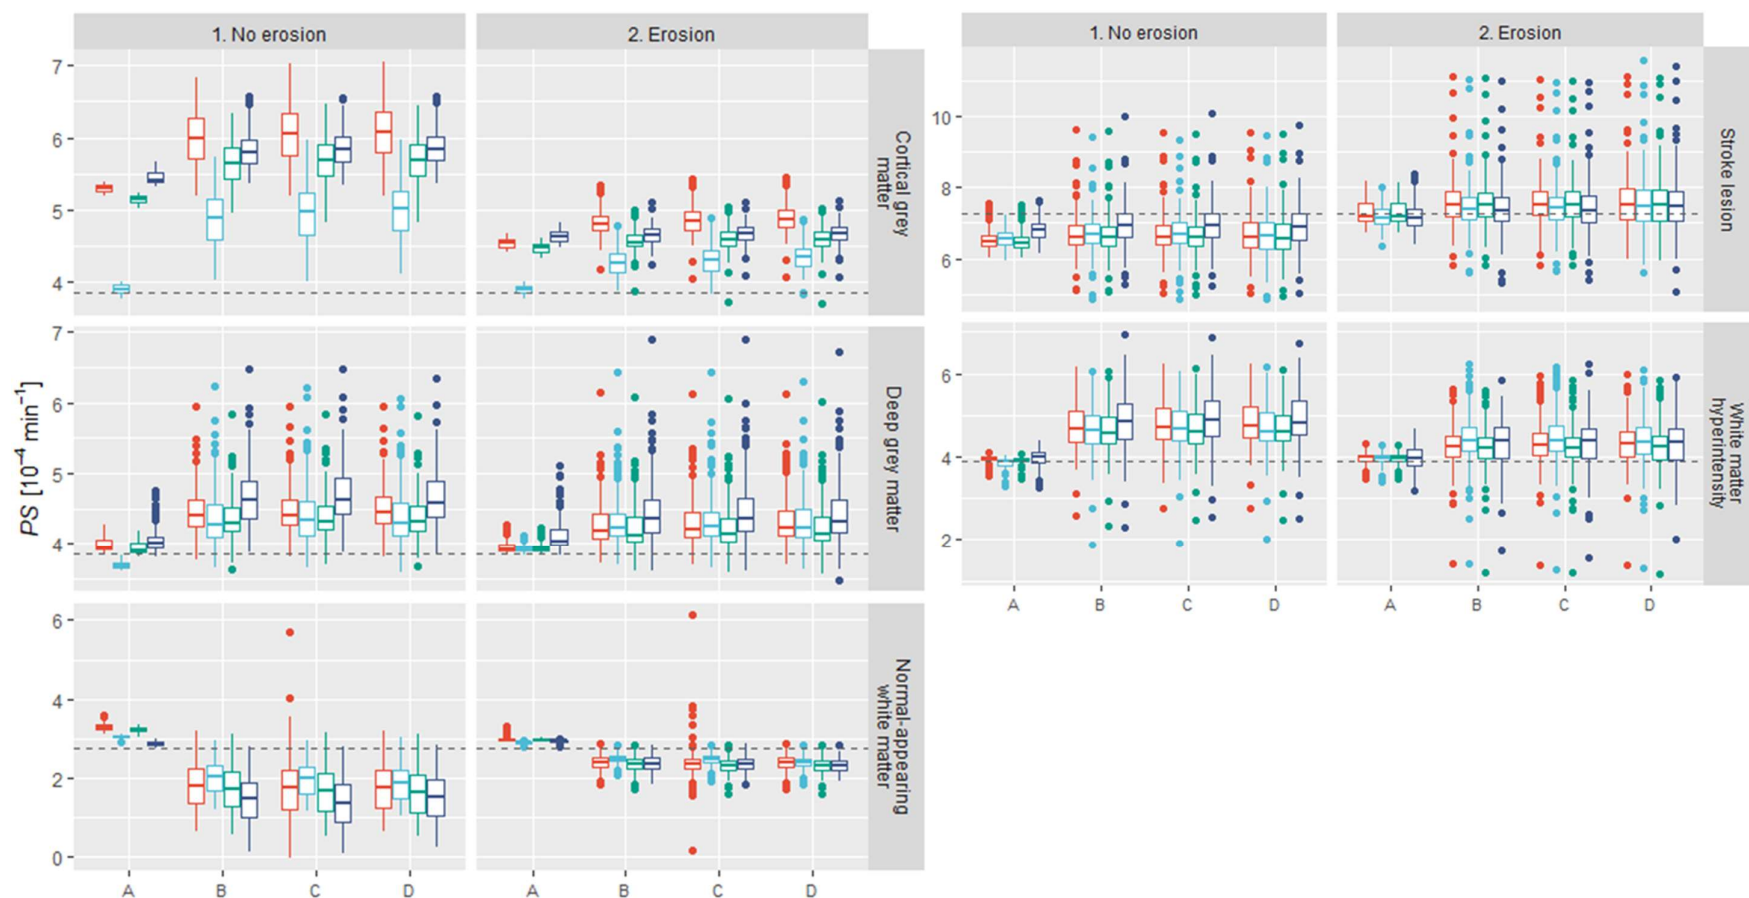 1. No erosion
2. Erosion
1. No erosion
2. Erosion
7
6
5
4
Cortical grey
matter
10
8
6
Stroke lesion
PS [10⁻⁴ min⁻¹]
7
6
5
4
Deep grey matter
6
4
2
White matter
hyperintensity
A
B
C
D
A
B
C
D
6
4
2
0
Normal-appearing
white matter
A
B
C
D
A
B
C
D